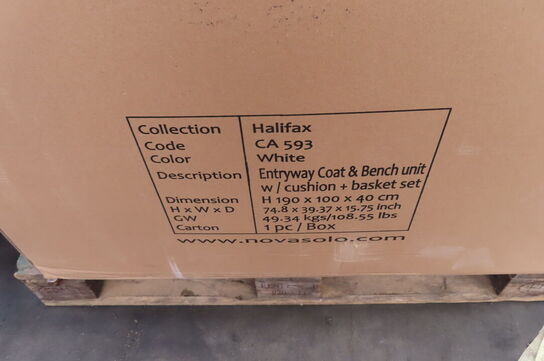 Collection Halifax
Code CA 593
Color White
Description Entryway Coat & Bench unit
w / cushion + basket set
Dimension H 190 x 100 x 40 cm
H x W x D 74.8 x 39.37 x 15.75 inch
GW 49.34 kgs/108.55 lbs
Carton 1 pc / Box
www.novasolo.com